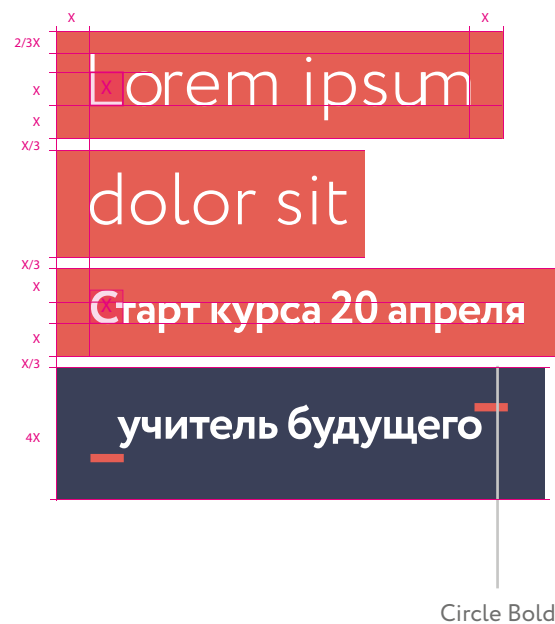 X X
2/3X
Lorem ipsum
X
X
X
X/3
dolor sit
X/3
X
Старт курса 20 апреля
X
X
X/3
учитель будущего
4X
Circle Bold